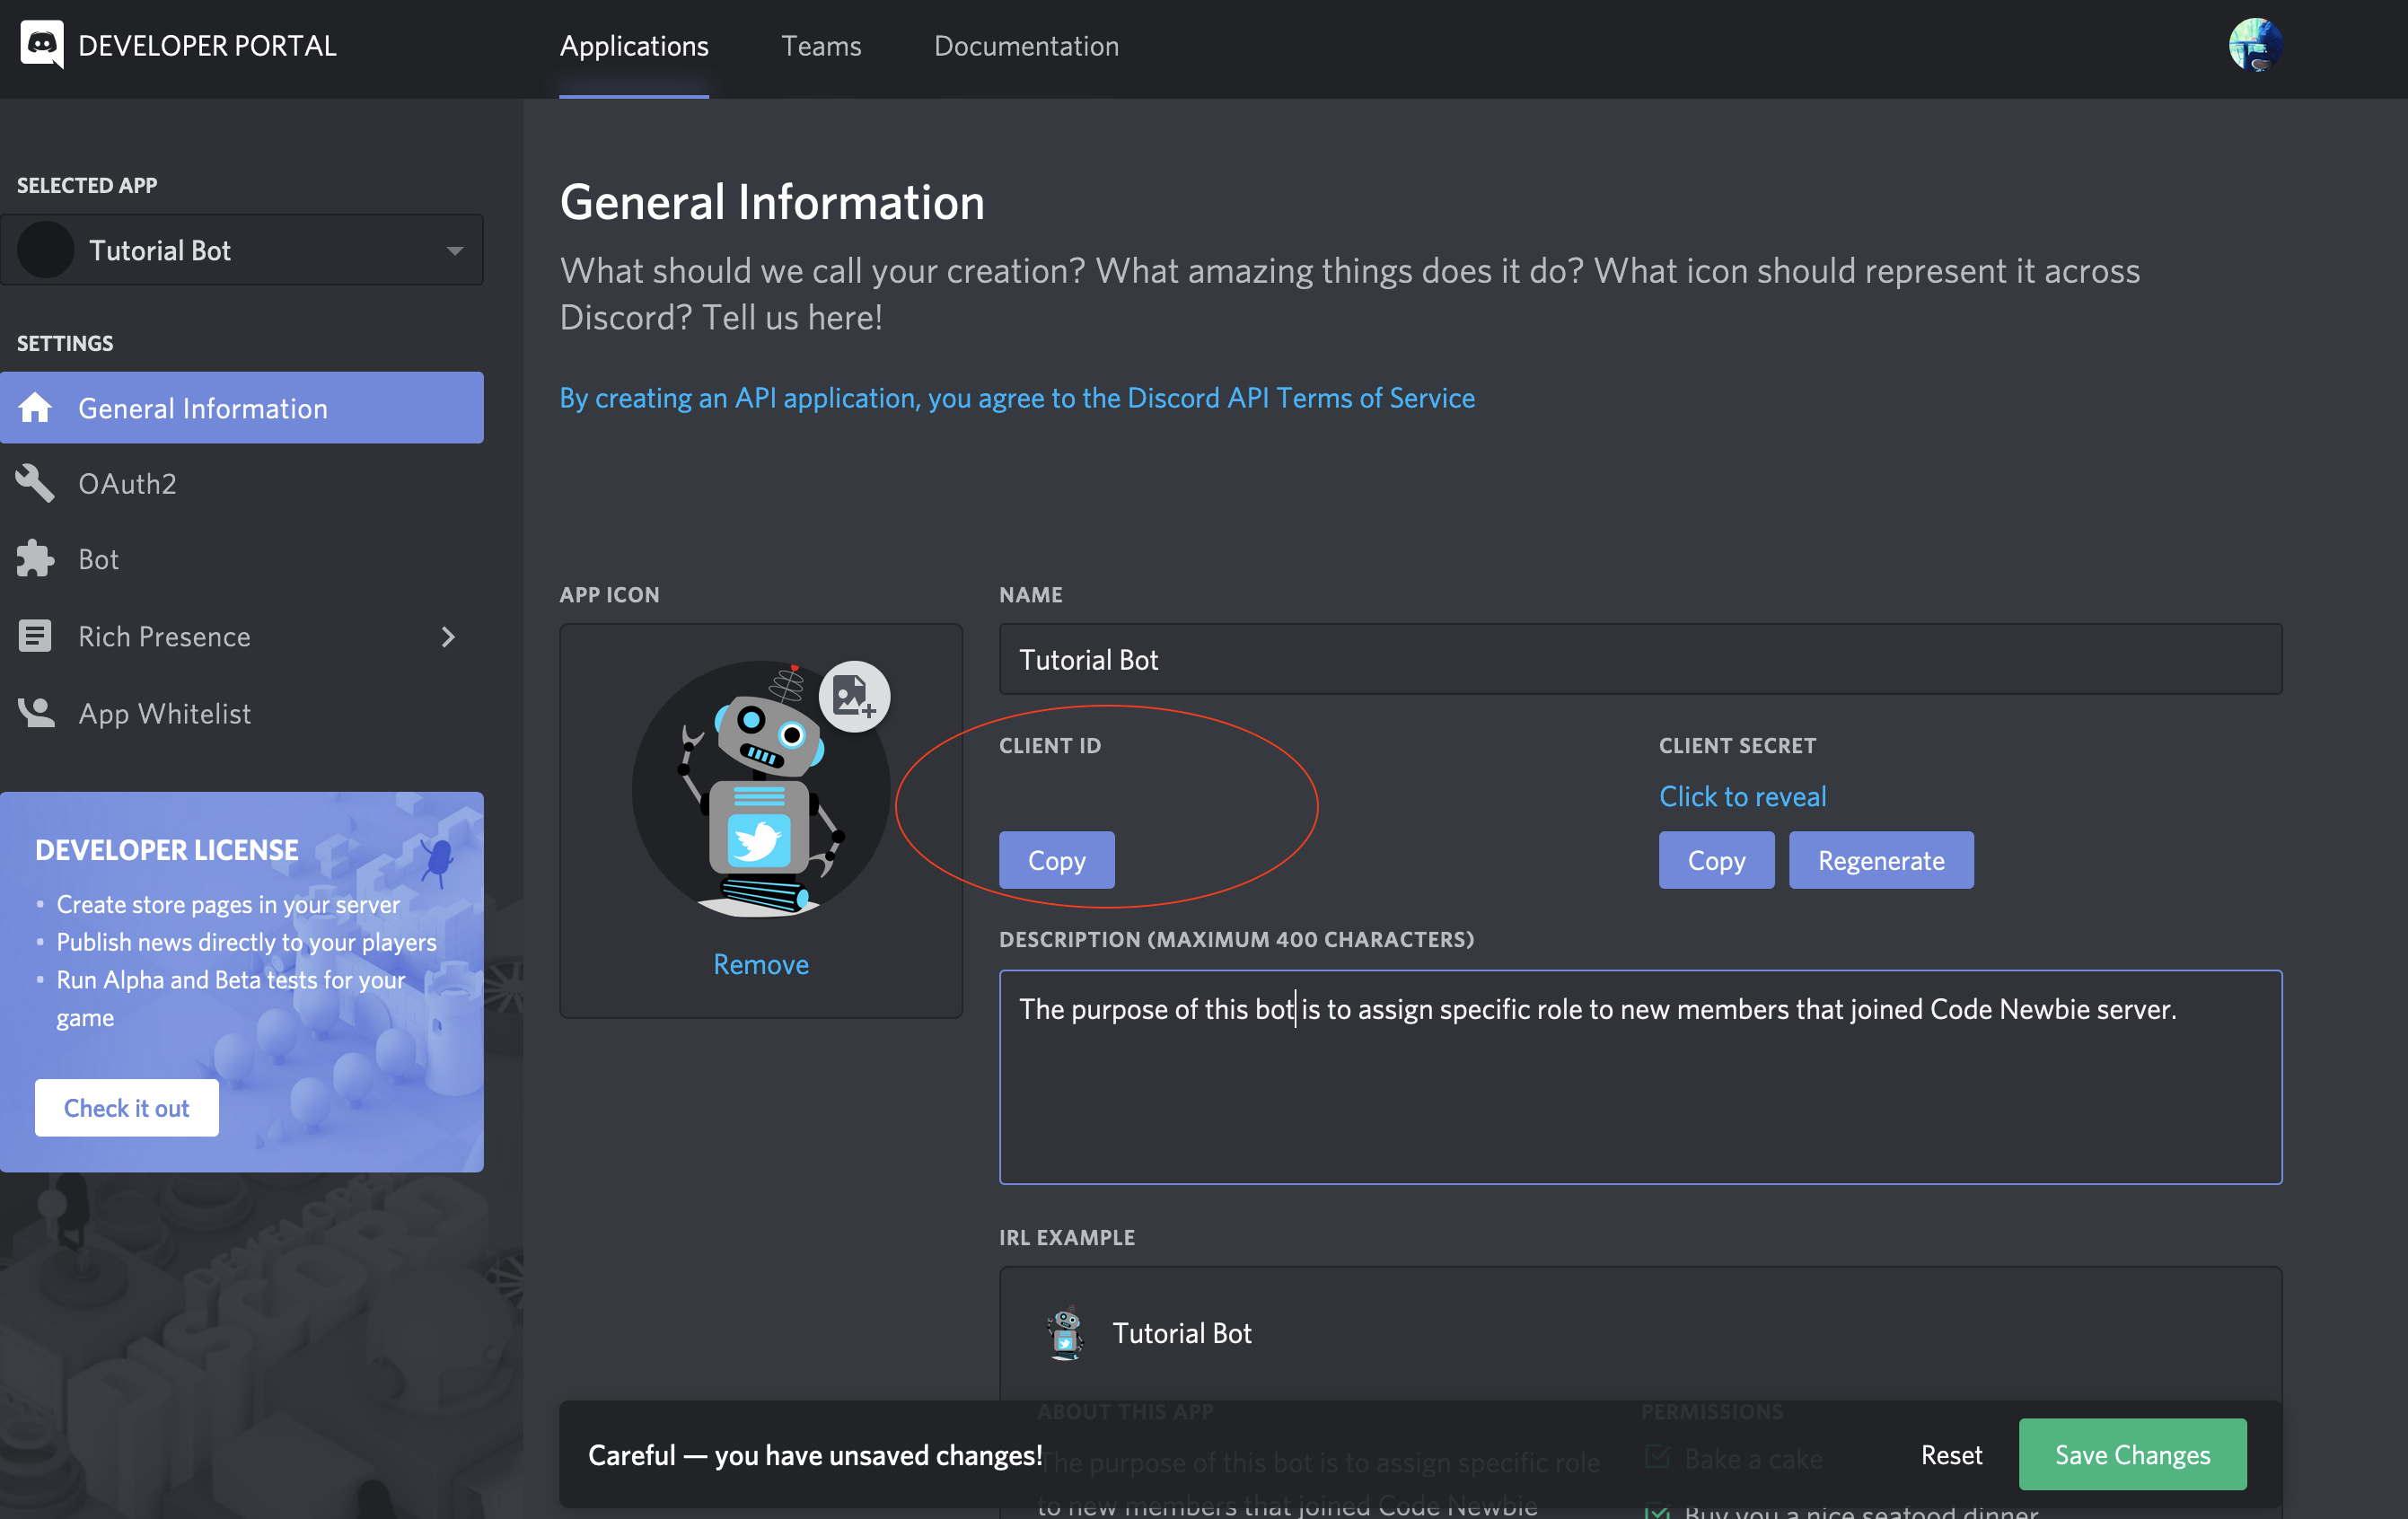 DEVELOPER PORTAL
Applications
Teams
Documentation
SELECTED APP
Tutorial Bot
SETTINGS
General Information
OAuth2
Bot
Rich Presence
App Whitelist
DEVELOPER LICENSE
• Create store pages in your server
• Publish news directly to your players
• Run Alpha and Beta tests for your
game
Check it out
General Information
What should we call your creation? What amazing things does it do? What icon should represent it across
Discord? Tell us here!
By creating an API application, you agree to the Discord API Terms of Service
APP ICON
Remove
NAME
Tutorial Bot
CLIENT ID
Copy
CLIENT SECRET
Click to reveal
Copy
Regenerate
DESCRIPTION (MAXIMUM 400 CHARACTERS)
The purpose of this bot is to assign specific role to new members that joined Code Newbie server.
IRL EXAMPLE
Tutorial Bot
ABOUT THIS APP
The purpose of this bot is to assign specific role
to new members that joined Code Newbie
PERMISSIONS
Bake a cake
Buy you a nice seafood dinner
Careful — you have unsaved changes!
Reset
Save Changes